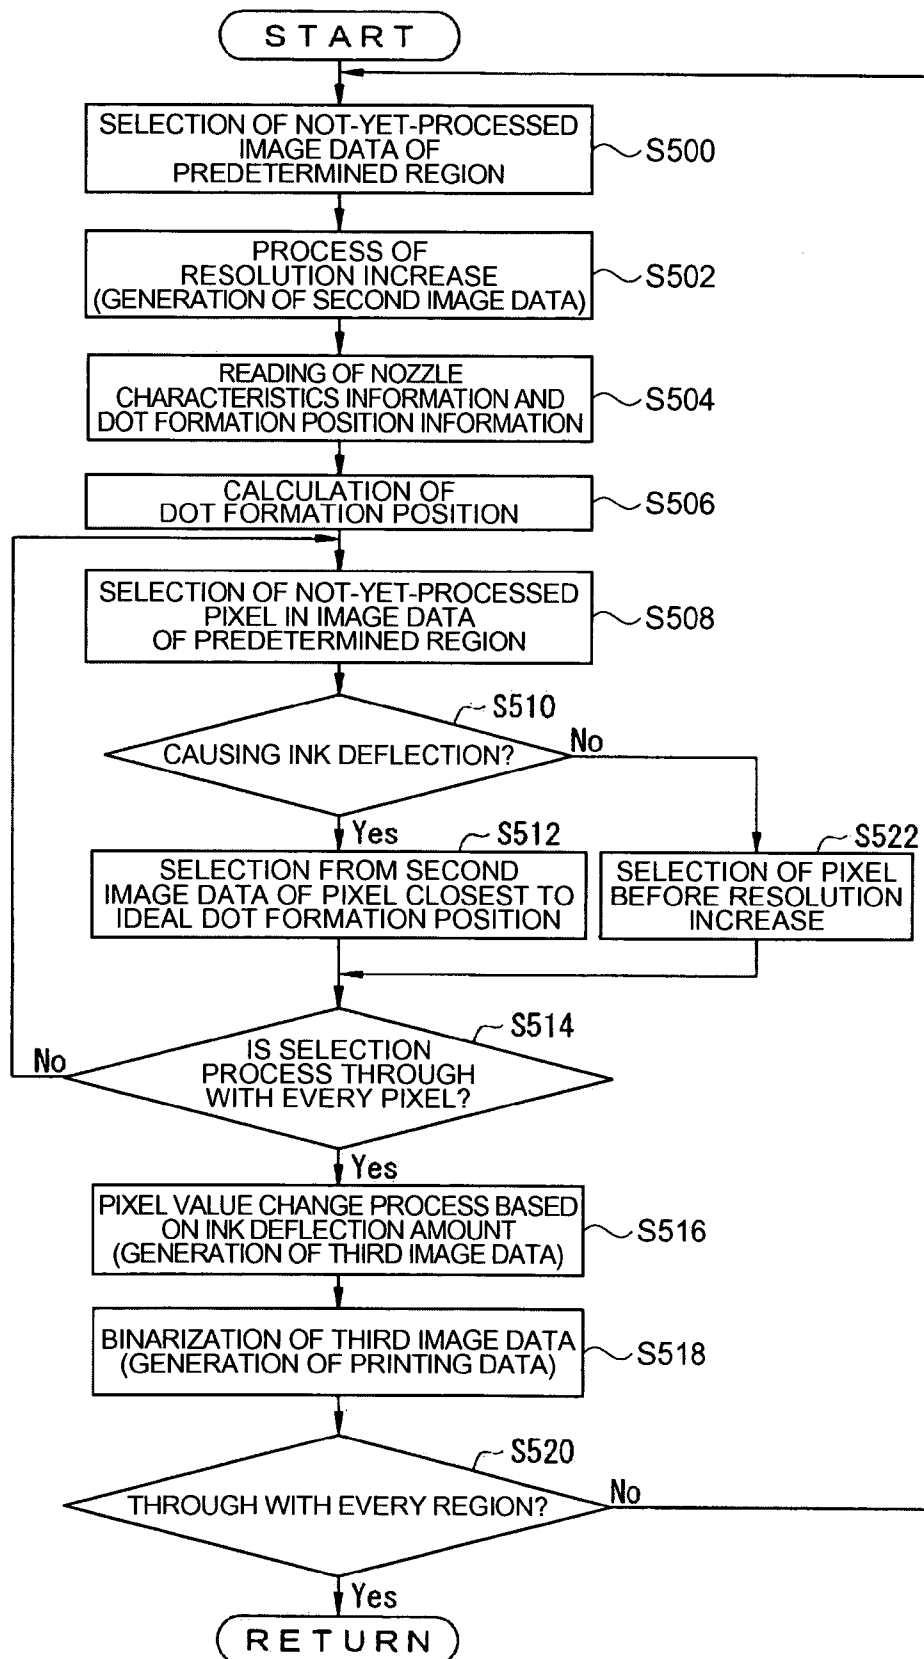 START
SELECTION OF NOT-YET-PROCESSED
IMAGE DATA OF
PREDETERMINED REGION
S500
PROCESS OF
RESOLUTION INCREASE
(GENERATION OF SECOND IMAGE DATA)
S502
READING OF NOZZLE
CHARACTERISTICS INFORMATION AND
DOT FORMATION POSITION INFORMATION
S504
CALCULATION OF
DOT FORMATION POSITION
S506
SELECTION OF NOT-YET-PROCESSED
PIXEL IN IMAGE DATA
OF PREDETERMINED REGION
S508
S510
CAUSING INK DEFLECTION?
No
Yes
S512
SELECTION FROM SECOND
IMAGE DATA OF PIXEL CLOSEST TO
IDEAL DOT FORMATION POSITION
S522
SELECTION OF PIXEL
BEFORE RESOLUTION
INCREASE
S514
IS SELECTION
PROCESS THROUGH
WITH EVERY PIXEL?
No
Yes
PIXEL VALUE CHANGE PROCESS BASED
ON INK DEFLECTION AMOUNT
(GENERATION OF THIRD IMAGE DATA)
S516
BINARIZATION OF THIRD IMAGE DATA
(GENERATION OF PRINTING DATA)
S518
S520
THROUGH WITH EVERY REGION?
No
Yes
RETURN